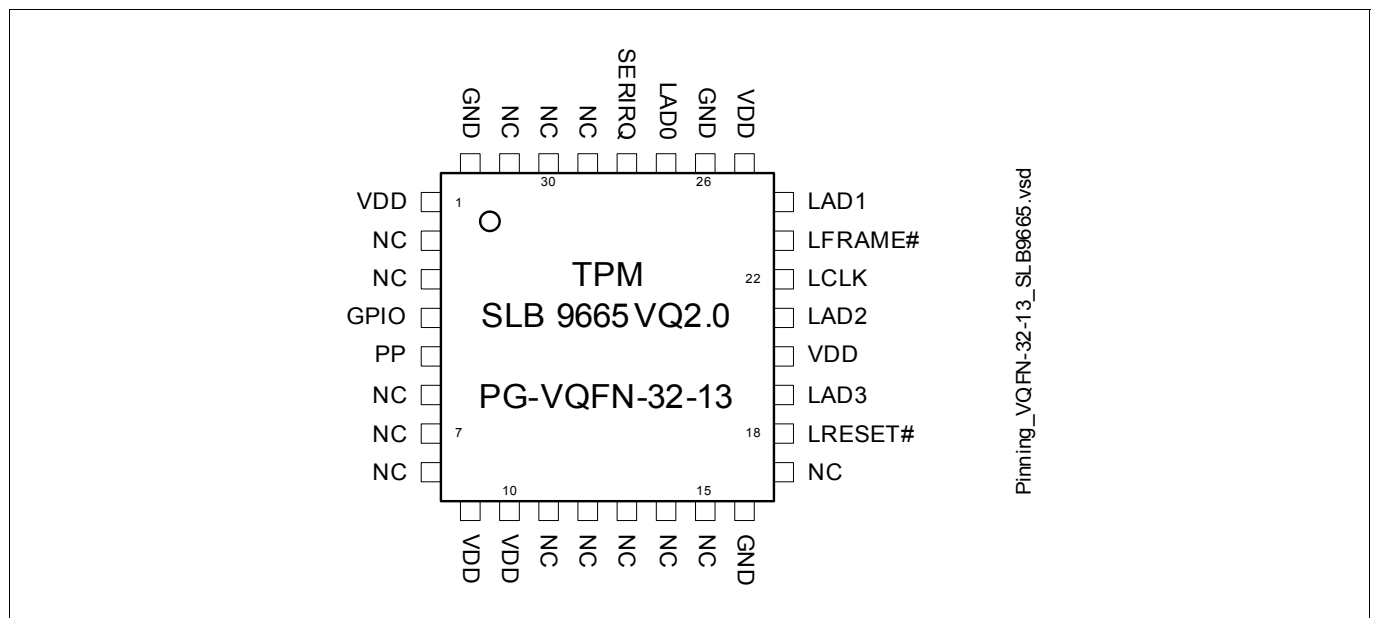 GND
NC
NC
NC
SERIRQ
LAD0
GND
VDD
30
26
VDD
1
LAD1
NC
LFRAME#
NC
TPM
22
LCLK
GPIO
SLB 9665 VQ2.0
LAD2
PP
VDD
NC
PG-VQFN-32-13
LAD3
NC
7
18
LRESET#
NC
NC
10
15
VDD
VDD
NC
NC
NC
NC
NC
GND
Pinning_VQFN-32-13_SLB9665.vsd